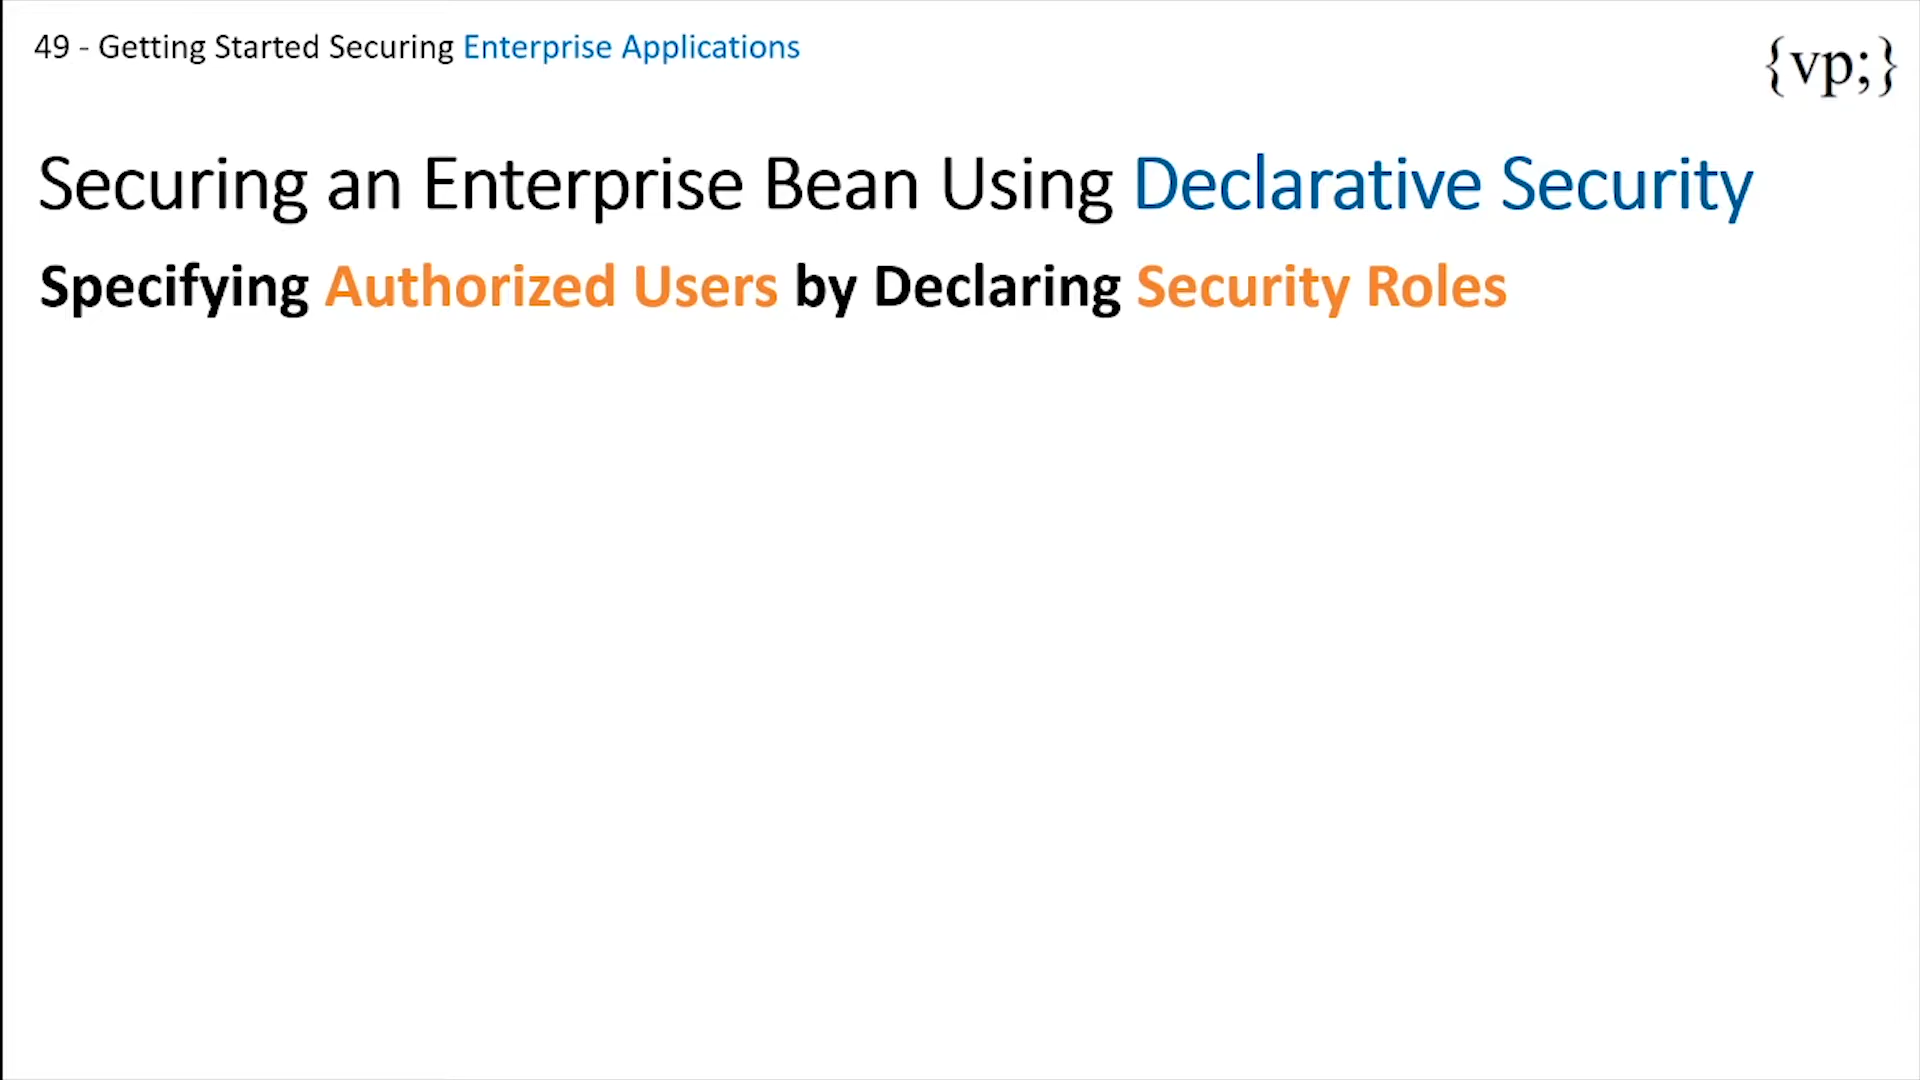 49 - Getting Started Securing Enterprise Applications
{vp;}
Securing an Enterprise Bean Using Declarative Security
Specifying Authorized Users by Declaring Security Roles